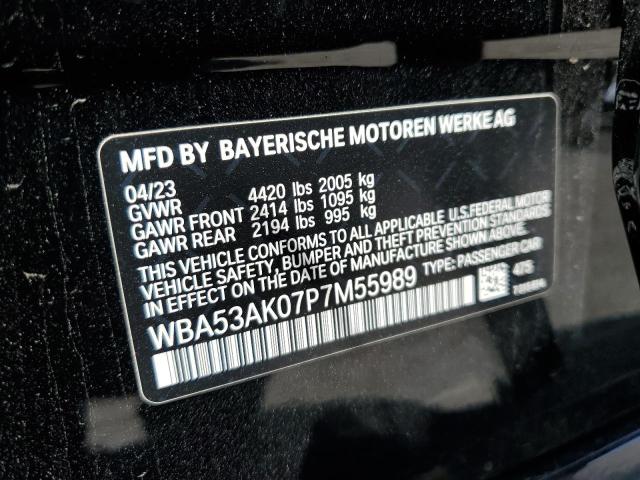 MFD BY BAYERISCHE MOTOREN WERKE AG
04/23
GVWR 4420 lbs 2005 kg
GAWR FRONT 2414 lbs 1095 kg
GAWR REAR 2194 lbs 995 kg
THIS VEHICLE CONFORMS TO ALL APPLICABLE U.S. FEDERAL MOTOR
VEHICLE SAFETY, BUMPER AND THEFT PREVENTION STANDARDS
IN EFFECT ON THE DATE OF MANUFACTURE SHOWN ABOVE.
WBA53AK07P7M55989 TYPE: PASSENGER CAR
475